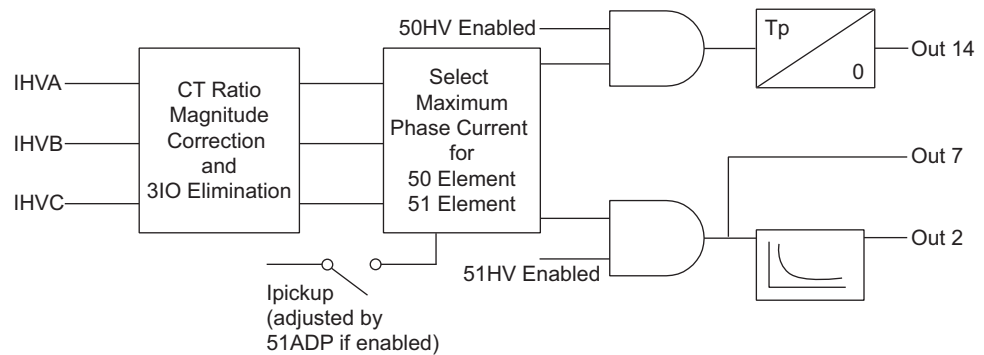 50HV Enabled
Tp
0
Out 14
IHVA
IHVB
IHVC
CT Ratio
Magnitude
Correction
and
3IO Elimination
Select
Maximum
Phase Current
for
50 Element
51 Element
Out 7
Out 2
51HV Enabled
Ipickup
(adjusted by
51ADP if enabled)